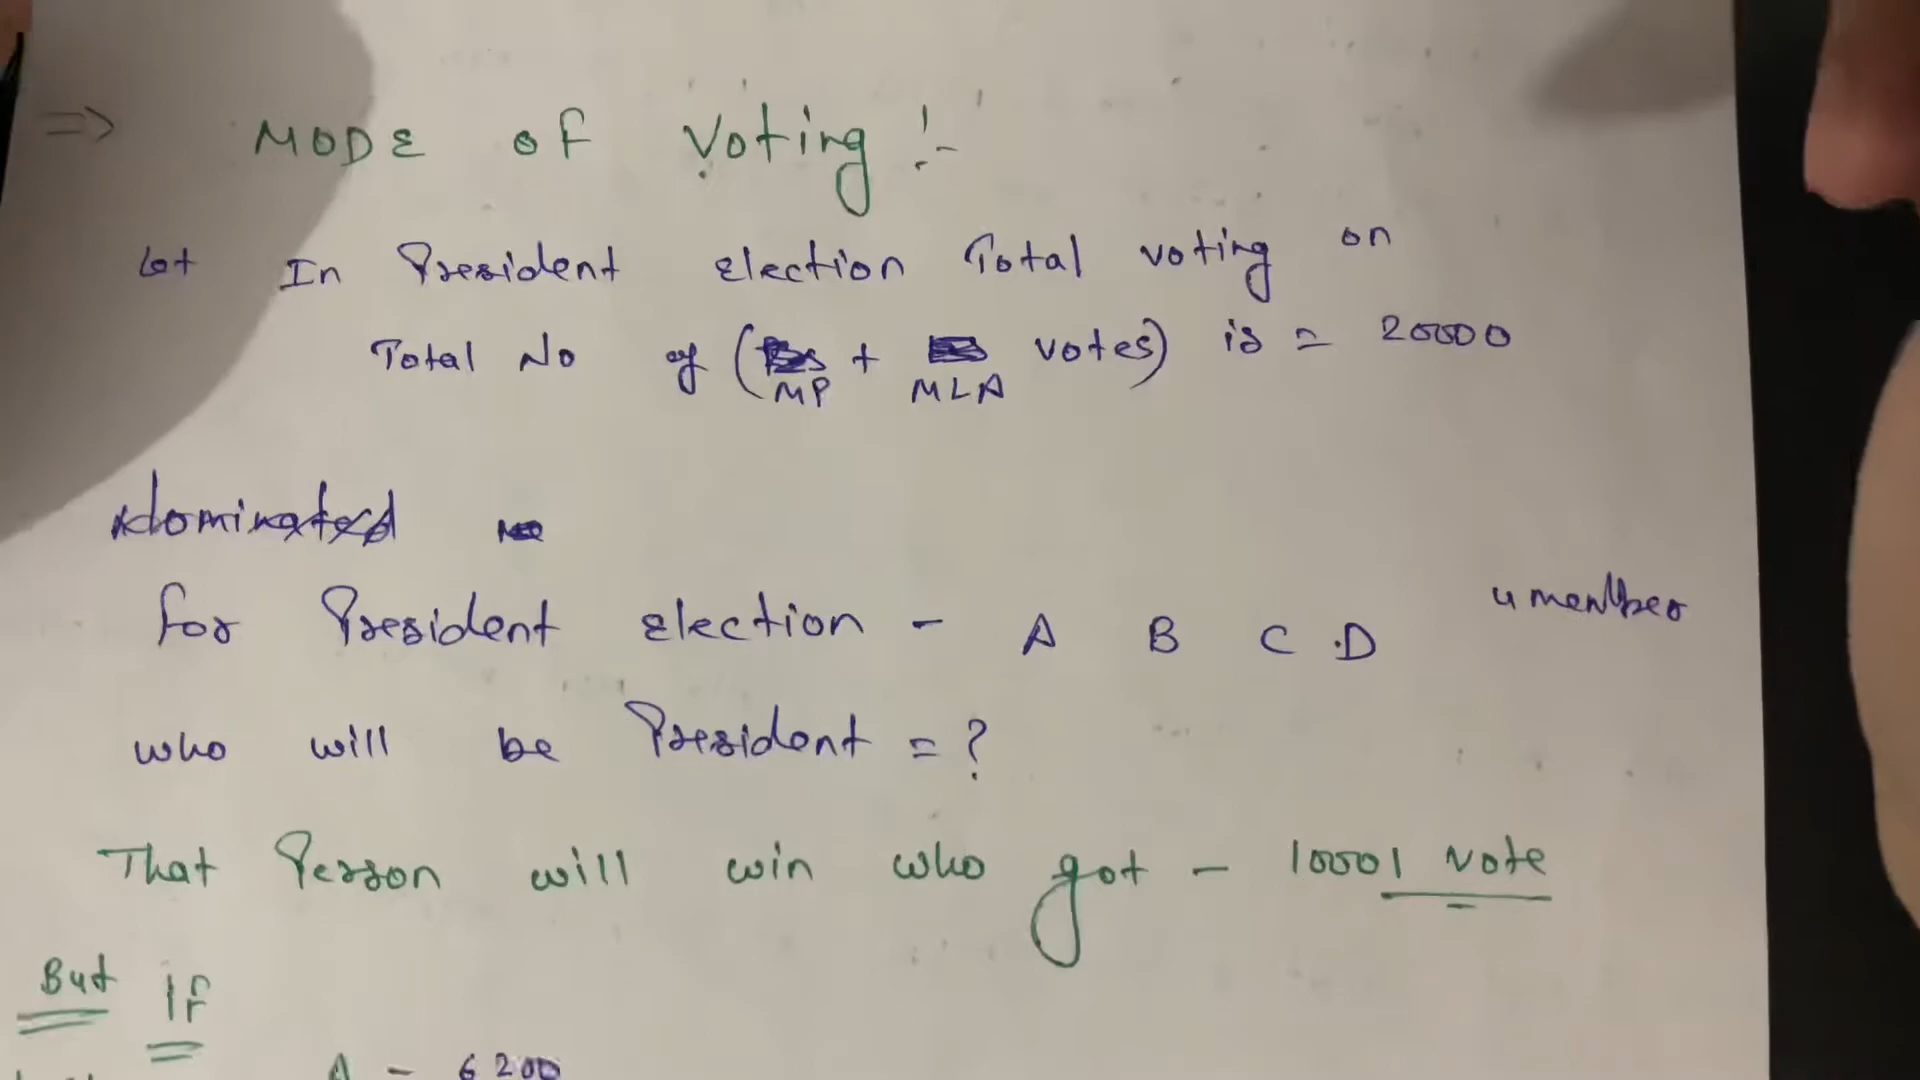 => MODE of Voting :-
Let In President election Total voting on
Total No of ( + votes) is = 20000
MP MLA
Nominated
4 member
for President election - A B C D
who will be President = ?
That Person will win who got - 10001 vote
But if
A - 6200